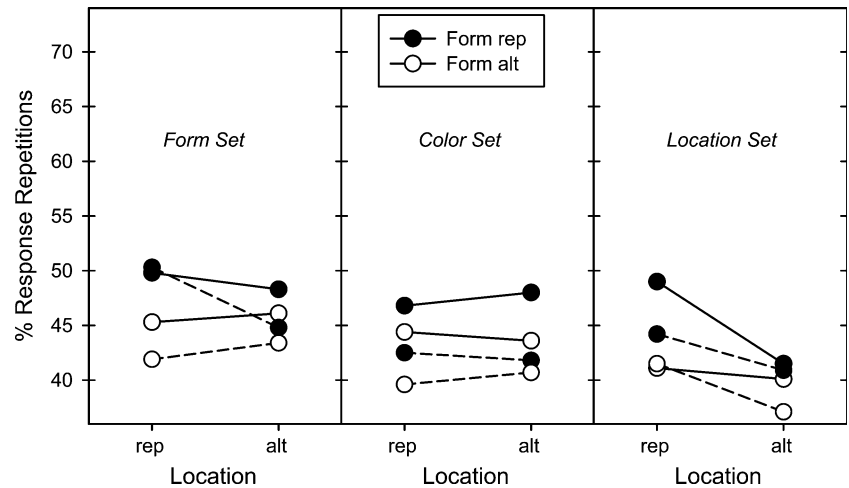 % Response Repetitions
70
65
60
55
50
45
40
Form rep
Form alt
Form Set
Color Set
Location Set
rep alt rep alt rep alt
Location Location Location